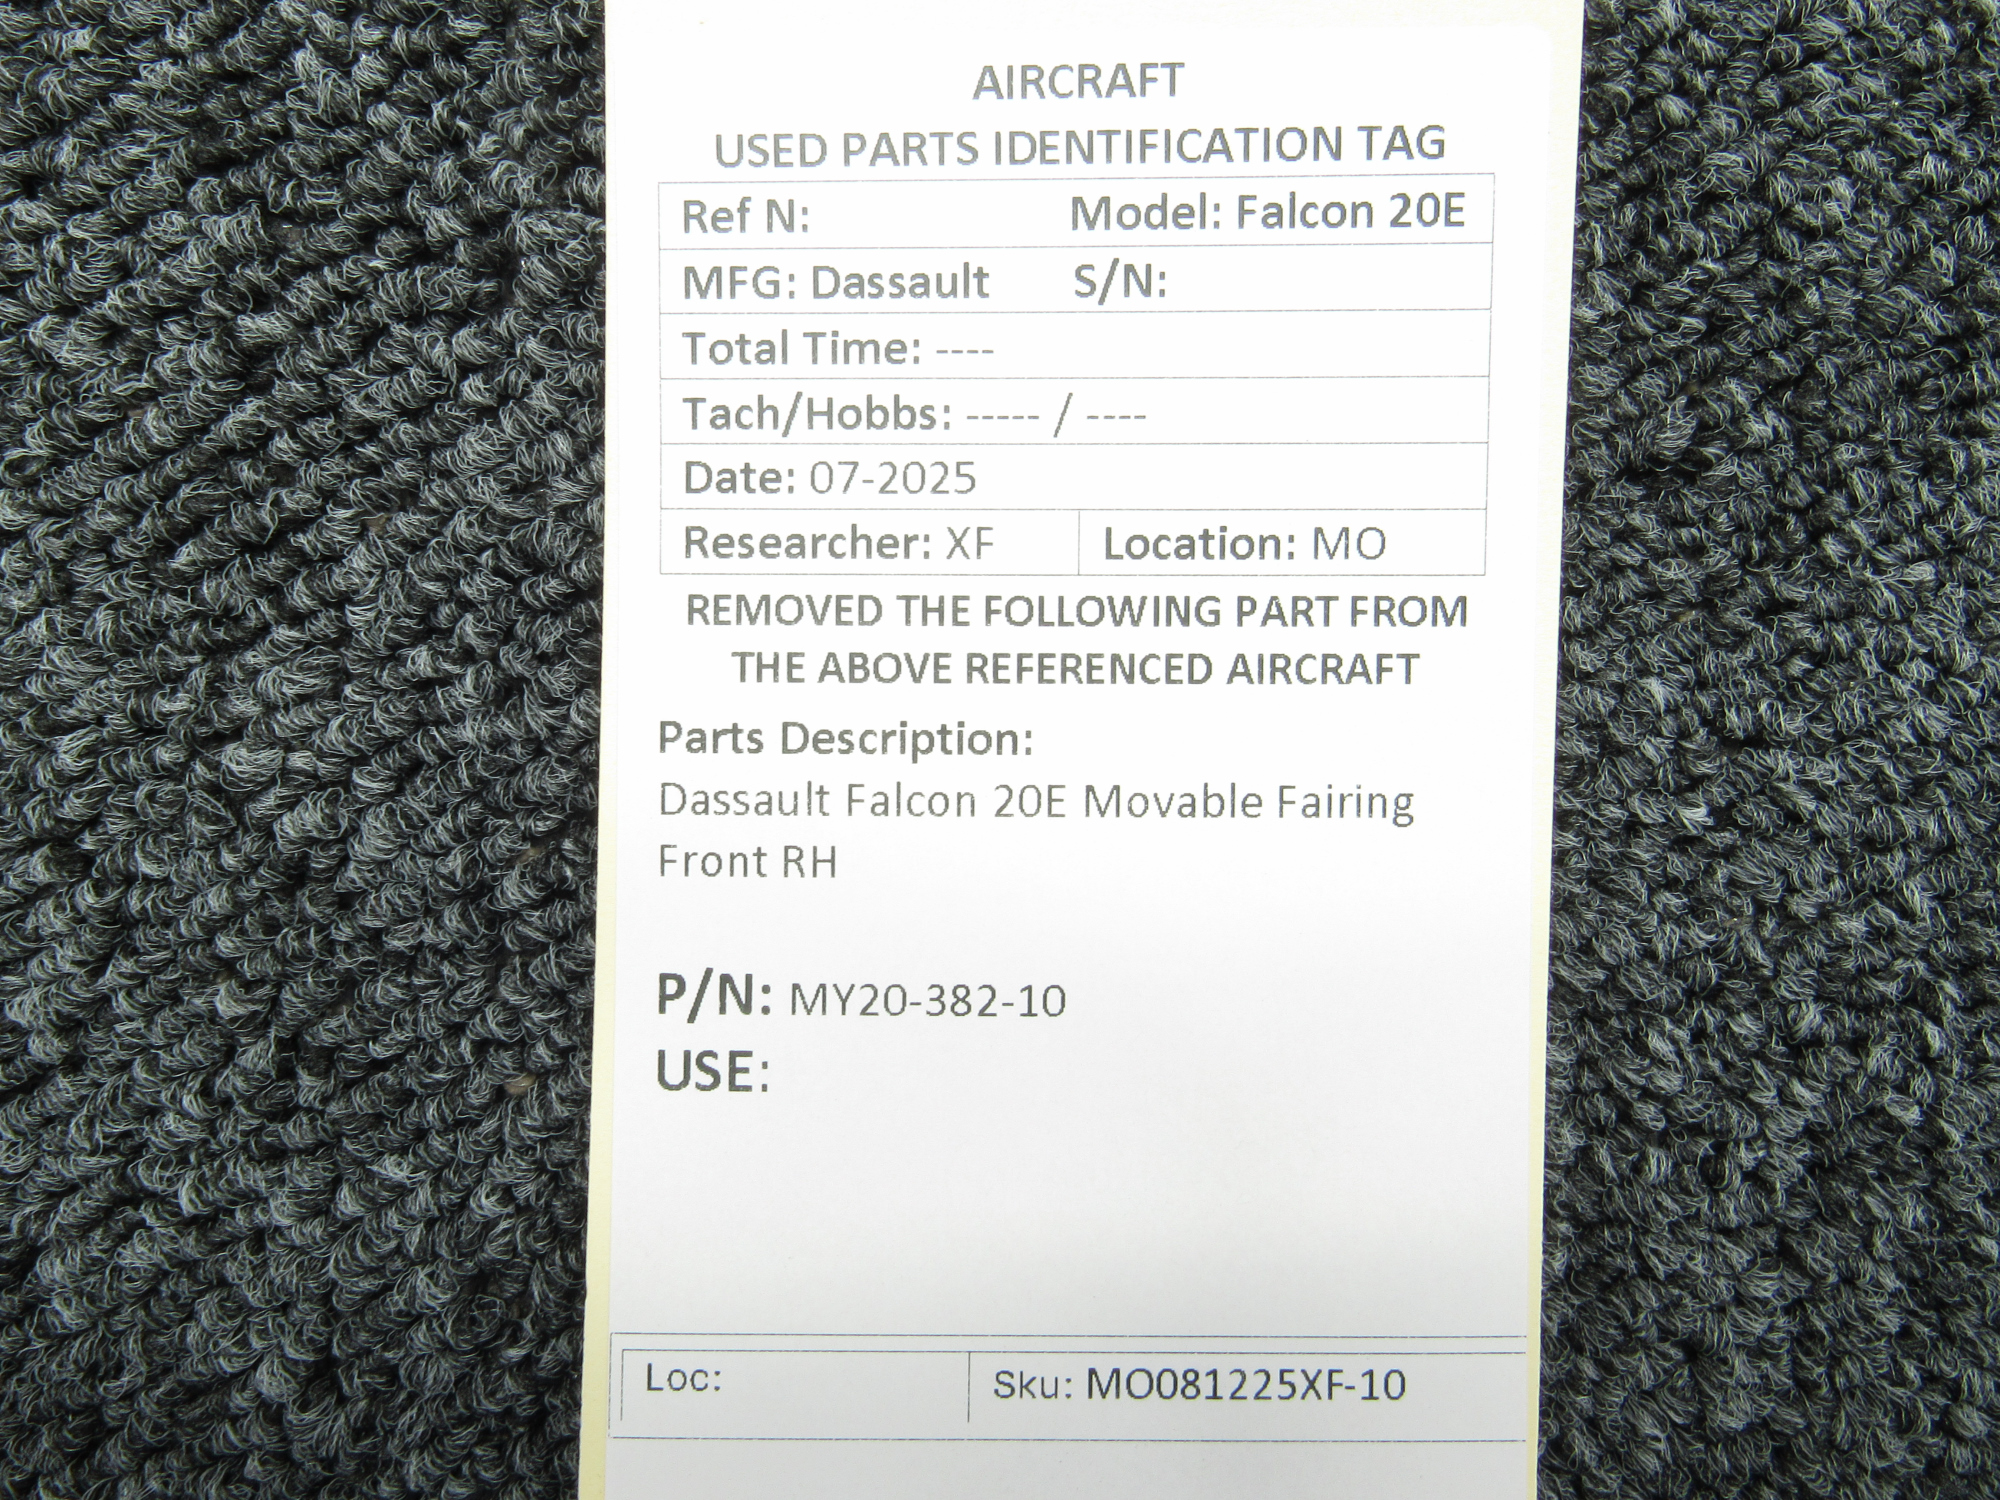 AIRCRAFT
USED PARTS IDENTIFICATION TAG
Ref N: Model: Falcon 20E
MFG: Dassault S/N:
Total Time: ----
Tach/Hobbs: ----- / ----
Date: 07-2025
Researcher: XF Location: MO
REMOVED THE FOLLOWING PART FROM
THE ABOVE REFERENCED AIRCRAFT
Parts Description:
Dassault Falcon 20E Movable Fairing
Front RH
P/N: MY20-382-10
USE:
Loc: Sku: MO081225XF-10